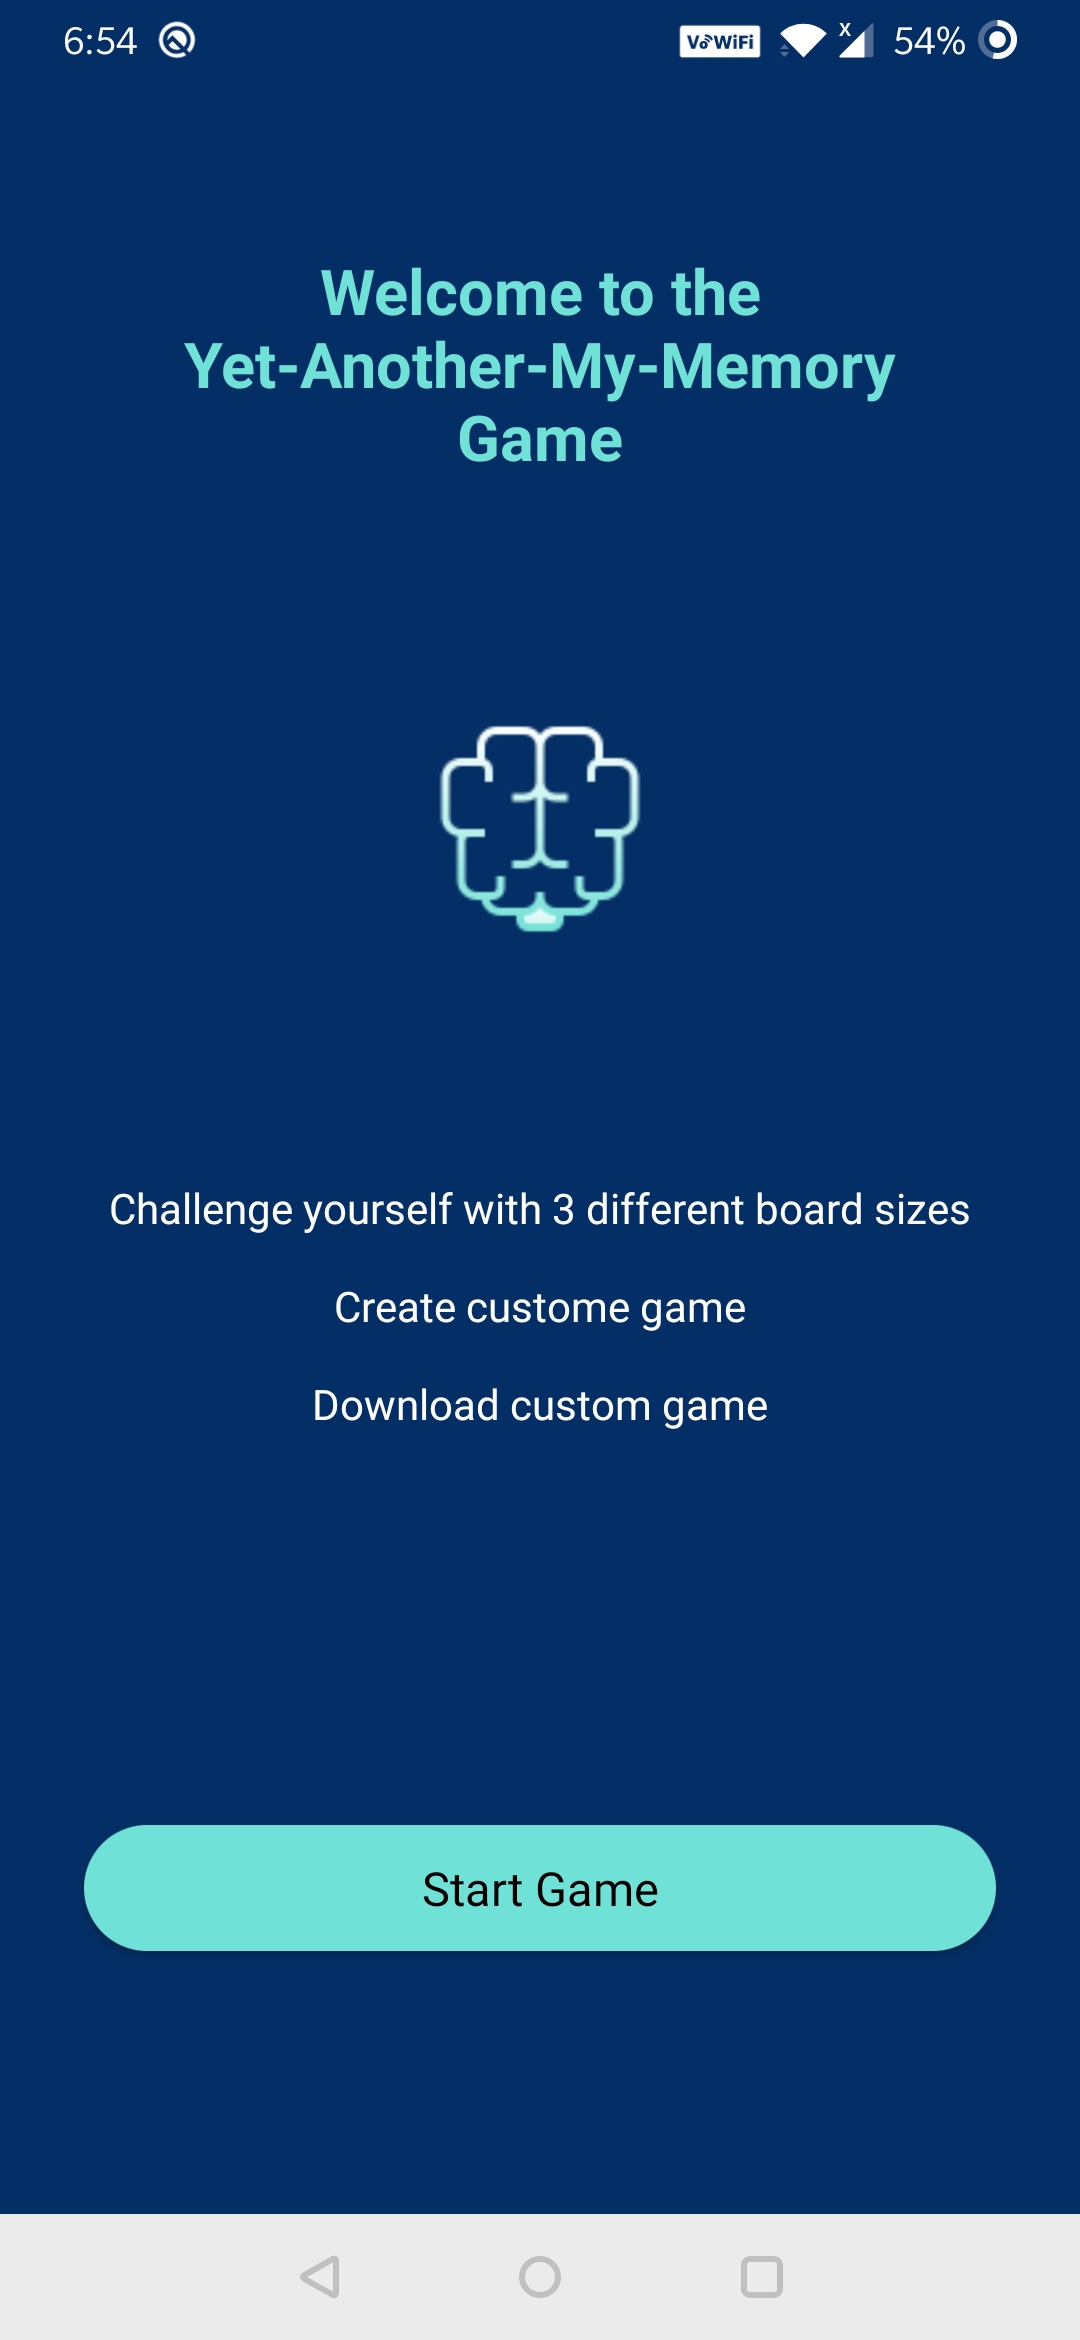 6:54
VoWiFi
X
54%
Welcome to the
Yet-Another-My-Memory
Game
Challenge yourself with 3 different board sizes
Create custome game
Download custom game
Start Game